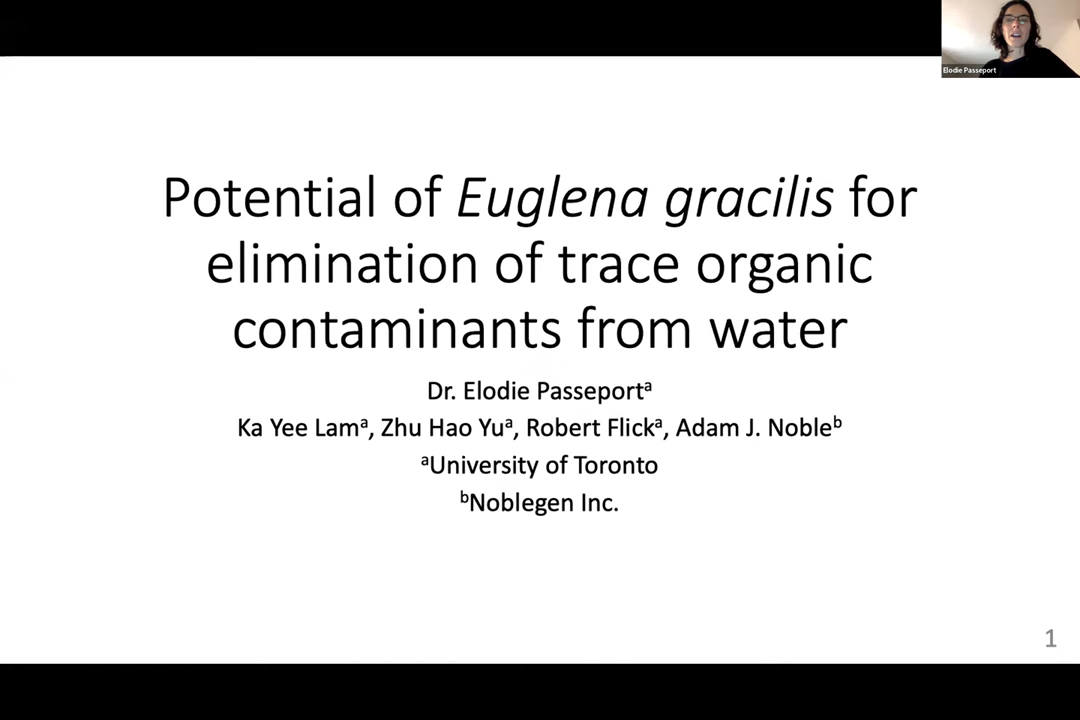 Elodie Passeport
Potential of Euglena gracilis for
elimination of trace organic
contaminants from water
Dr. Elodie Passeportᵃ
Ka Yee Lamᵃ, Zhu Hao Yuᵃ, Robert Flickᵃ, Adam J. Nobleᵇ
ᵃUniversity of Toronto
ᵇNoblegen Inc.
1